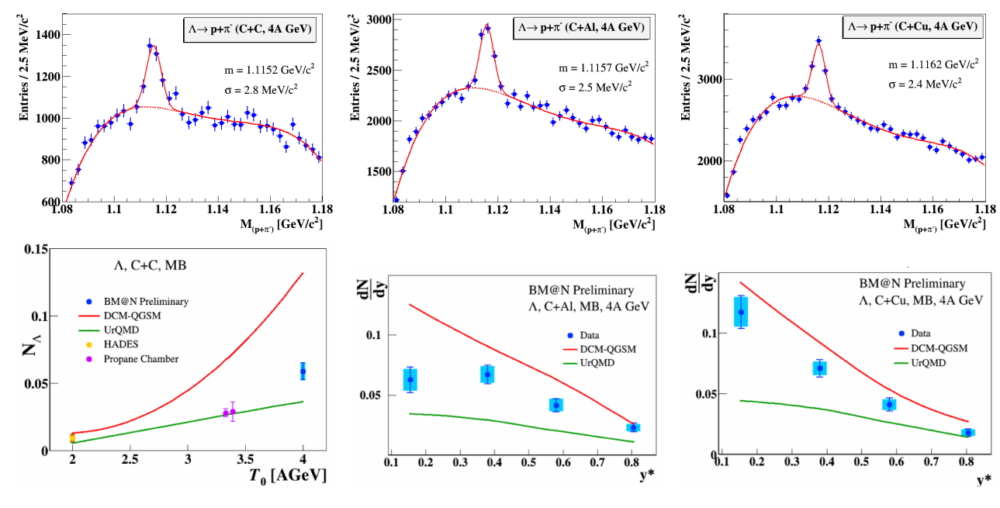 Entries / 2.5 MeV/c²
Λ→ p+π⁻ (C+C, 4A GeV)
m = 1.1152 GeV/c²
σ = 2.8 MeV/c²
1400
1200
1000
800
600
1.08 1.1 1.12 1.14 1.16 1.18
M(p+π⁻) [GeV/c²]
Entries / 2.5 MeV/c²
Λ→ p+π⁻ (C+Al, 4A GeV)
m = 1.1157 GeV/c²
σ = 2.5 MeV/c²
3000
2500
2000
1500
1.08 1.1 1.12 1.14 1.16 1.18
M(p+π⁻) [GeV/c²]
Entries / 2.5 MeV/c²
Λ→ p+π⁻ (C+Cu, 4A GeV)
m = 1.1162 GeV/c²
σ = 2.4 MeV/c²
3000
2000
1.08 1.1 1.12 1.14 1.16 1.18
M(p+π⁻) [GeV/c²]
N_Λ
0.15
0.1
0.05
0
Λ, C+C, MB
BM@N Preliminary
DCM-QGSM
UrQMD
HADES
Propane Chamber
2 2.5 3 3.5 4
T₀ [AGeV]
dN
dy
0.1
0.05
BM@N Preliminary
Λ, C+Al, MB, 4A GeV
Data
DCM-QGSM
UrQMD
0.1 0.2 0.3 0.4 0.5 0.6 0.7 0.8
y*
dN
dy
0.1
0.05
0
BM@N Preliminary
Λ, C+Cu, MB, 4A GeV
Data
DCM-QGSM
UrQMD
0.1 0.2 0.3 0.4 0.5 0.6 0.7 0.8
y*